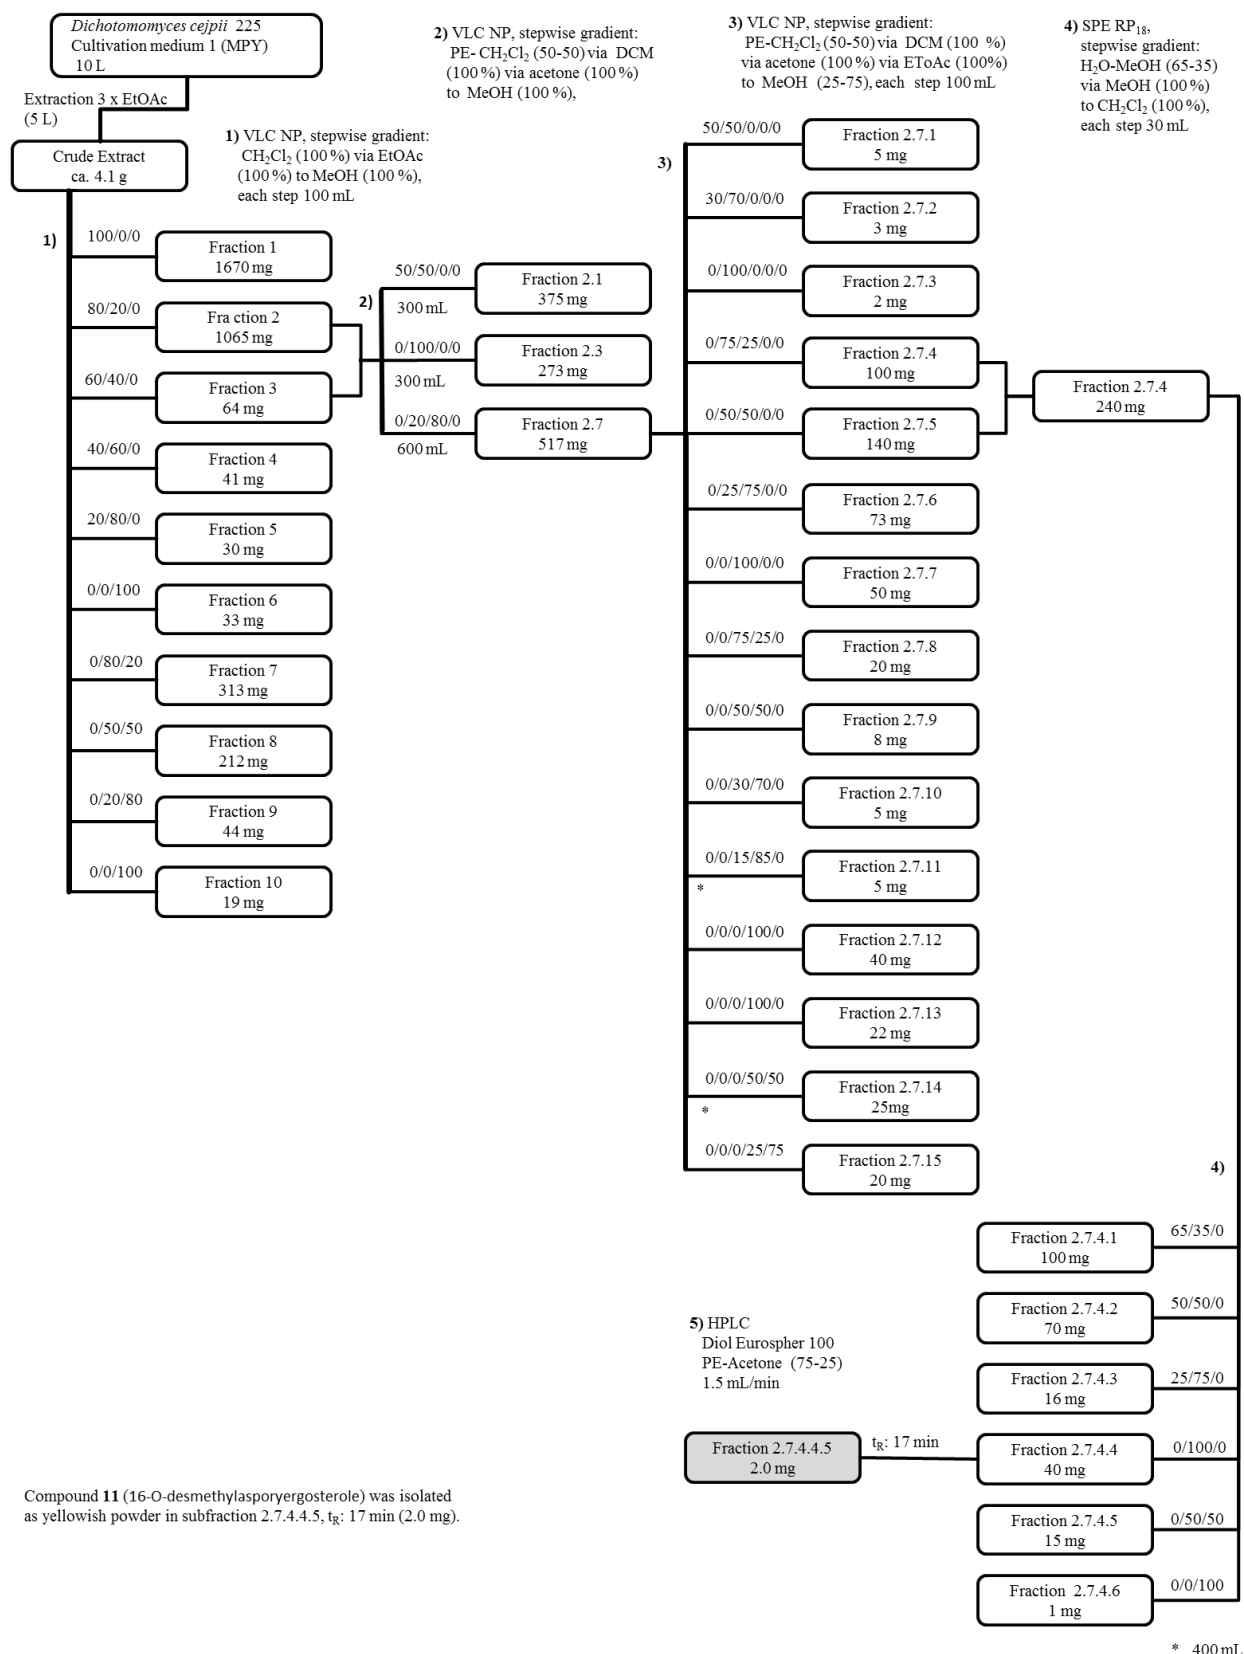 Dichotomomyces cejpii 225
Cultivation medium 1 (MPY)
10 L
Extraction 3 x EtOAc
(5 L)
Crude Extract
ca. 4.1 g
1) VLC NP, stepwise gradient:
CH₂Cl₂ (100 %) via EtOAc
(100 %) to MeOH (100 %),
each step 100 mL
2) VLC NP, stepwise gradient:
PE- CH₂Cl₂ (50-50) via DCM
(100 %) via acetone (100 %)
to MeOH (100 %),
3) VLC NP, stepwise gradient:
PE-CH₂Cl₂ (50-50) via DCM (100 %)
via acetone (100 %) via EToAc (100%)
to MeOH (25-75), each step 100 mL
4) SPE RP₁₈,
stepwise gradient:
H₂O-MeOH (65-35)
via MeOH (100 %)
to CH₂Cl₂ (100 %),
each step 30 mL
1)
100/0/0
Fraction 1
1670 mg
80/20/0
Fra ction 2
1065 mg
60/40/0
Fraction 3
64 mg
40/60/0
Fraction 4
41 mg
20/80/0
Fraction 5
30 mg
0/0/100
Fraction 6
33 mg
0/80/20
Fraction 7
313 mg
0/50/50
Fraction 8
212 mg
0/20/80
Fraction 9
44 mg
0/0/100
Fraction 10
19 mg
2)
50/50/0/0
300 mL
Fraction 2.1
375 mg
0/100/0/0
300 mL
Fraction 2.3
273 mg
0/20/80/0
600 mL
Fraction 2.7
517 mg
3)
50/50/0/0/0
Fraction 2.7.1
5 mg
30/70/0/0/0
Fraction 2.7.2
3 mg
0/100/0/0/0
Fraction 2.7.3
2 mg
0/75/25/0/0
Fraction 2.7.4
100 mg
0/50/50/0/0
Fraction 2.7.5
140 mg
0/25/75/0/0
Fraction 2.7.6
73 mg
0/0/100/0/0
Fraction 2.7.7
50 mg
0/0/75/25/0
Fraction 2.7.8
20 mg
0/0/50/50/0
Fraction 2.7.9
8 mg
0/0/30/70/0
Fraction 2.7.10
5 mg
0/0/15/85/0
*
Fraction 2.7.11
5 mg
0/0/0/100/0
Fraction 2.7.12
40 mg
0/0/0/100/0
Fraction 2.7.13
22 mg
0/0/0/50/50
*
Fraction 2.7.14
25mg
0/0/0/25/75
Fraction 2.7.15
20 mg
Fraction 2.7.4
240 mg
4)
Fraction 2.7.4.1
100 mg
65/35/0
Fraction 2.7.4.2
70 mg
50/50/0
Fraction 2.7.4.3
16 mg
25/75/0
Fraction 2.7.4.4
40 mg
0/100/0
Fraction 2.7.4.5
15 mg
0/50/50
Fraction 2.7.4.6
1 mg
0/0/100
5) HPLC
Diol Eurospher 100
PE-Acetone (75-25)
1.5 mL/min
Fraction 2.7.4.4.5
2.0 mg
tR: 17 min
Compound 11 (16-O-desmethylasporyergosterole) was isolated
as yellowish powder in subfraction 2.7.4.4.5, tR: 17 min (2.0 mg).
* 400 mL